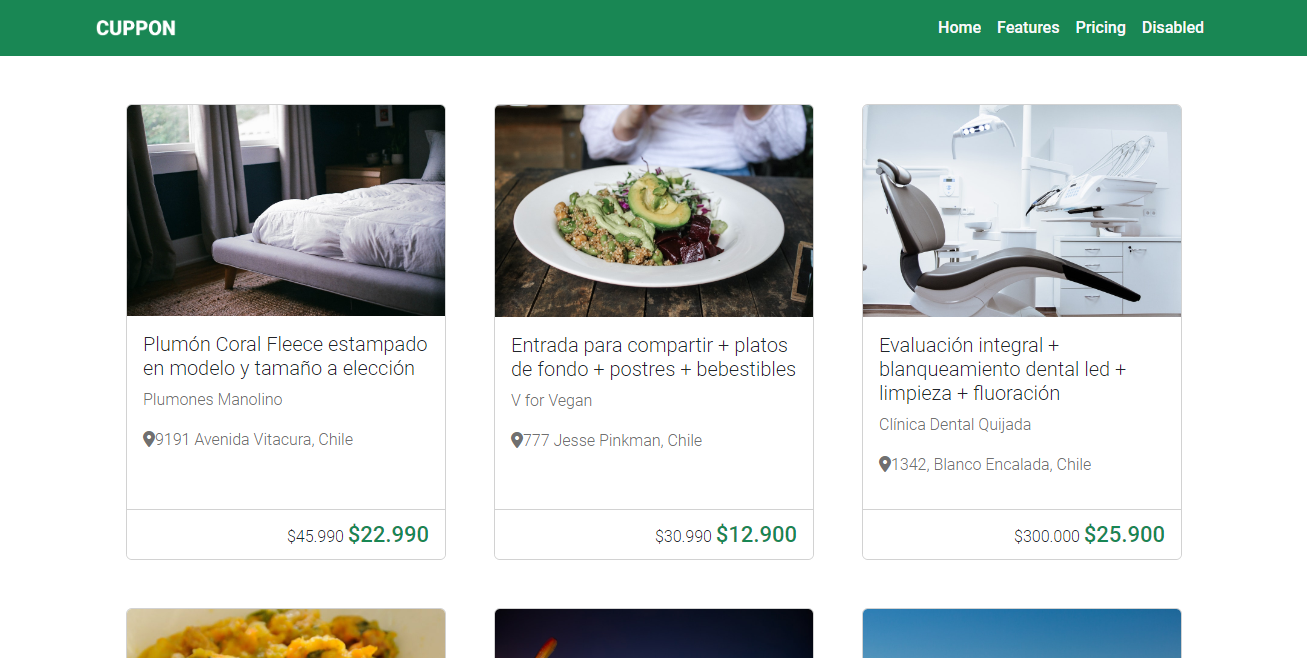 CUPPON
Home Features Pricing Disabled
Plumón Coral Fleece estampado
en modelo y tamaño a elección
Plumones Manolino
9191 Avenida Vitacura, Chile
$45.990 $22.990
Entrada para compartir + platos
de fondo + postres + bebestibles
V for Vegan
777 Jesse Pinkman, Chile
$30.990 $12.900
Evaluación integral +
blanqueamiento dental led +
limpieza + fluoración
Clínica Dental Quijada
1342, Blanco Encalada, Chile
$300.000 $25.900